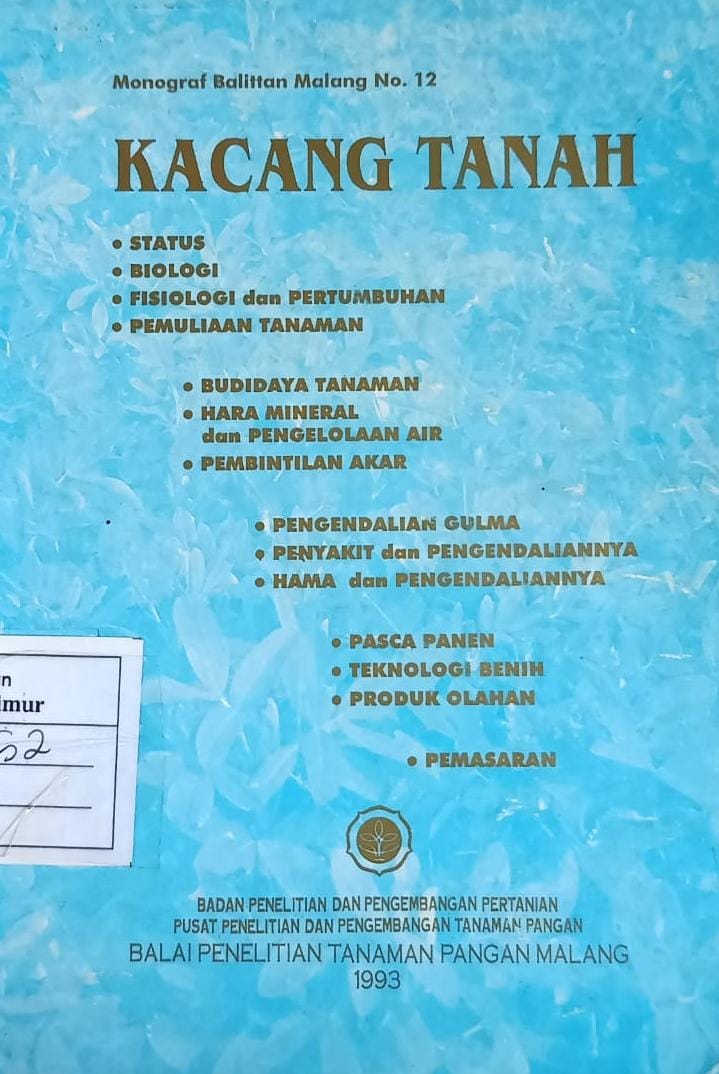 Monograf Balittan Malang No. 12
KACANG TANAH
• STATUS
• BIOLOGI
• FISIOLOGI dan PERTUMBUHAN
• PEMULIAAN TANAMAN
• BUDIDAYA TANAMAN
• HARA MINERAL
dan PENGELOLAAN AIR
• PEMBINTILAN AKAR
• PENGENDALIAN GULMA
• PENYAKIT dan PENGENDALIANNYA
• HAMA dan PENGENDALIANNYA
• PASCA PANEN
• TEKNOLOGI BENIH
• PRODUK OLAHAN
• PEMASARAN
BADAN PENELITIAN DAN PENGEMBANGAN PERTANIAN
PUSAT PENELITIAN DAN PENGEMBANGAN TANAMAN PANGAN
BALAI PENELITIAN TANAMAN PANGAN MALANG
1993